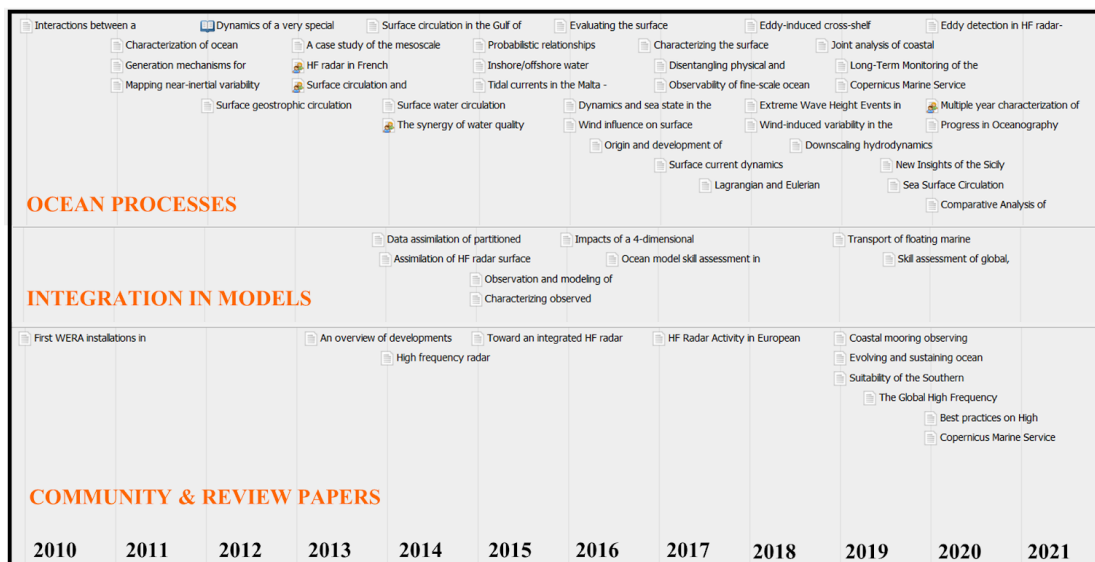 Interactions between a
Dynamics of a very special
Surface circulation in the Gulf of
Evaluating the surface
Eddy-induced cross-shelf
Eddy detection in HF radar-
Characterization of ocean
A case study of the mesoscale
Probabilistic relationships
Characterizing the surface
Joint analysis of coastal
Generation mechanisms for
HF radar in French
Inshore/offshore water
Disentangling physical and
Long-Term Monitoring of the
Mapping near-inertial variability
Surface circulation and
Tidal currents in the Malta -
Observability of fine-scale ocean
Copernicus Marine Service
Surface geostrophic circulation
Surface water circulation
Dynamics and sea state in the
Extreme Wave Height Events in
Multiple year characterization of
The synergy of water quality
Wind influence on surface
Wind-induced variability in the
Progress in Oceanography
Origin and development of
Downscaling hydrodynamics
Surface current dynamics
New Insights of the Sicily
Lagrangian and Eulerian
Sea Surface Circulation
OCEAN PROCESSES
Comparative Analysis of
Data assimilation of partitioned
Impacts of a 4-dimensional
Transport of floating marine
Assimilation of HF radar surface
Ocean model skill assessment in
Skill assessment of global,
Observation and modeling of
INTEGRATION IN MODELS
Characterizing observed
First WERA installations in
An overview of developments
Toward an integrated HF radar
HF Radar Activity in European
Coastal mooring observing
High frequency radar
Evolving and sustaining ocean
Suitability of the Southern
The Global High Frequency
Best practices on High
Copernicus Marine Service
COMMUNITY & REVIEW PAPERS
2010 2011 2012 2013 2014 2015 2016 2017 2018 2019 2020 2021